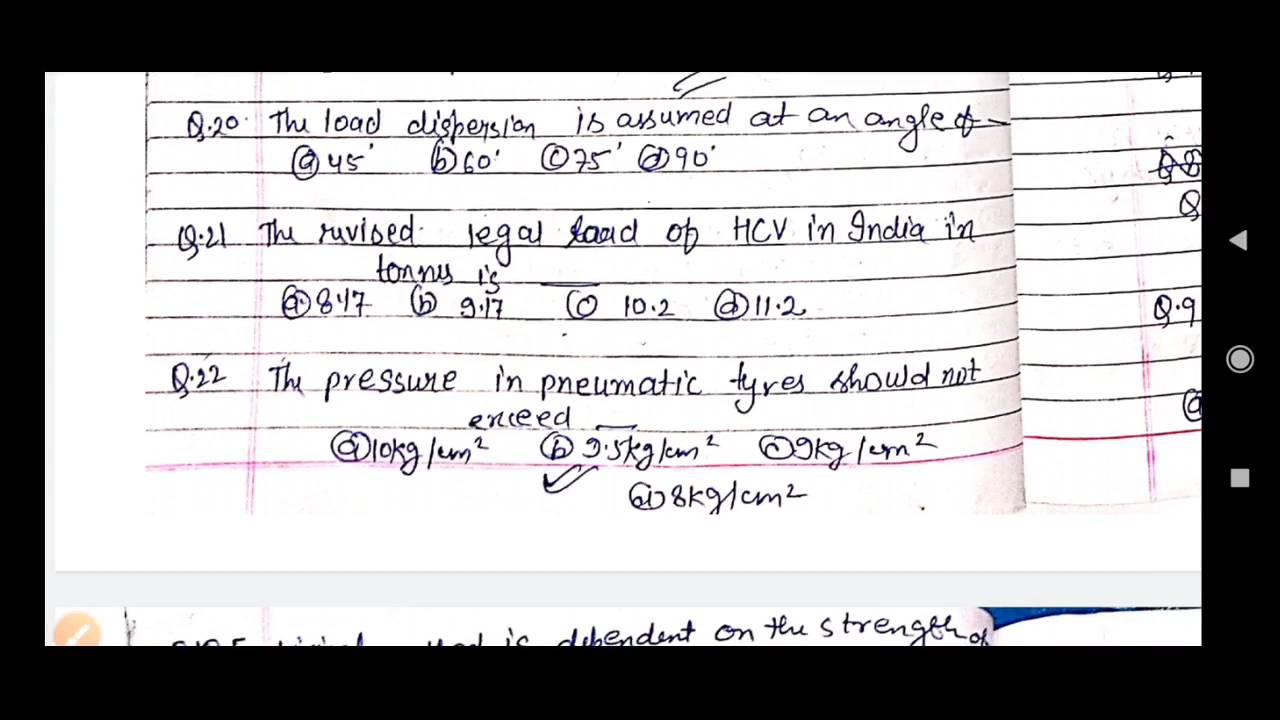 Q.20 The load dispersion is assumed at an angle of -
(a) 45° (b) 60° (c) 75° (d) 90°
Q.21 The revised legal load of HCV in India in
tonnes is __
(a) 8.17 (b) 9.17 (c) 10.2 (d) 11.2
Q.22 The pressure in pneumatic tyres should not
exceed __
(a) 10kg/cm² (b) 9.5kg/cm² (c) 9kg/cm²
(d) 8kg/cm²
is dependent on the strength of
Q
Q.9